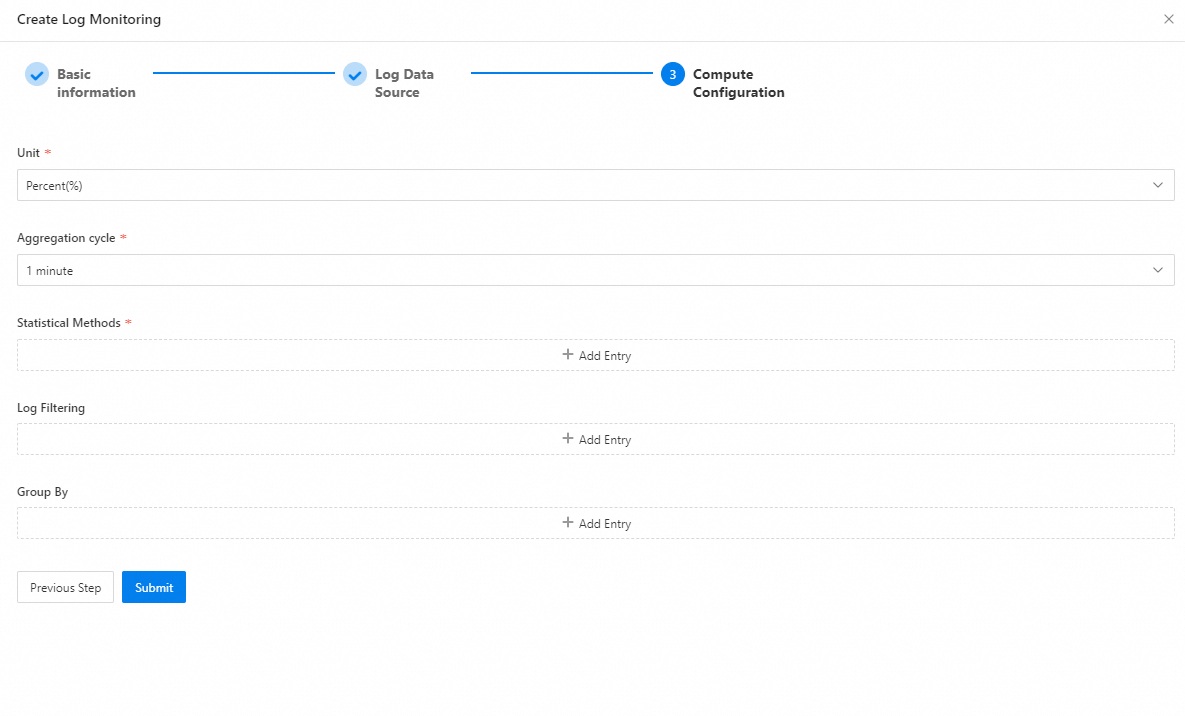 Create Log Monitoring
Basic
information
Log Data
Source
3
Compute
Configuration
Unit *
Percent(%)
Aggregation cycle *
1 minute
Statistical Methods *
+ Add Entry
Log Filtering
+ Add Entry
Group By
+ Add Entry
Previous Step
Submit